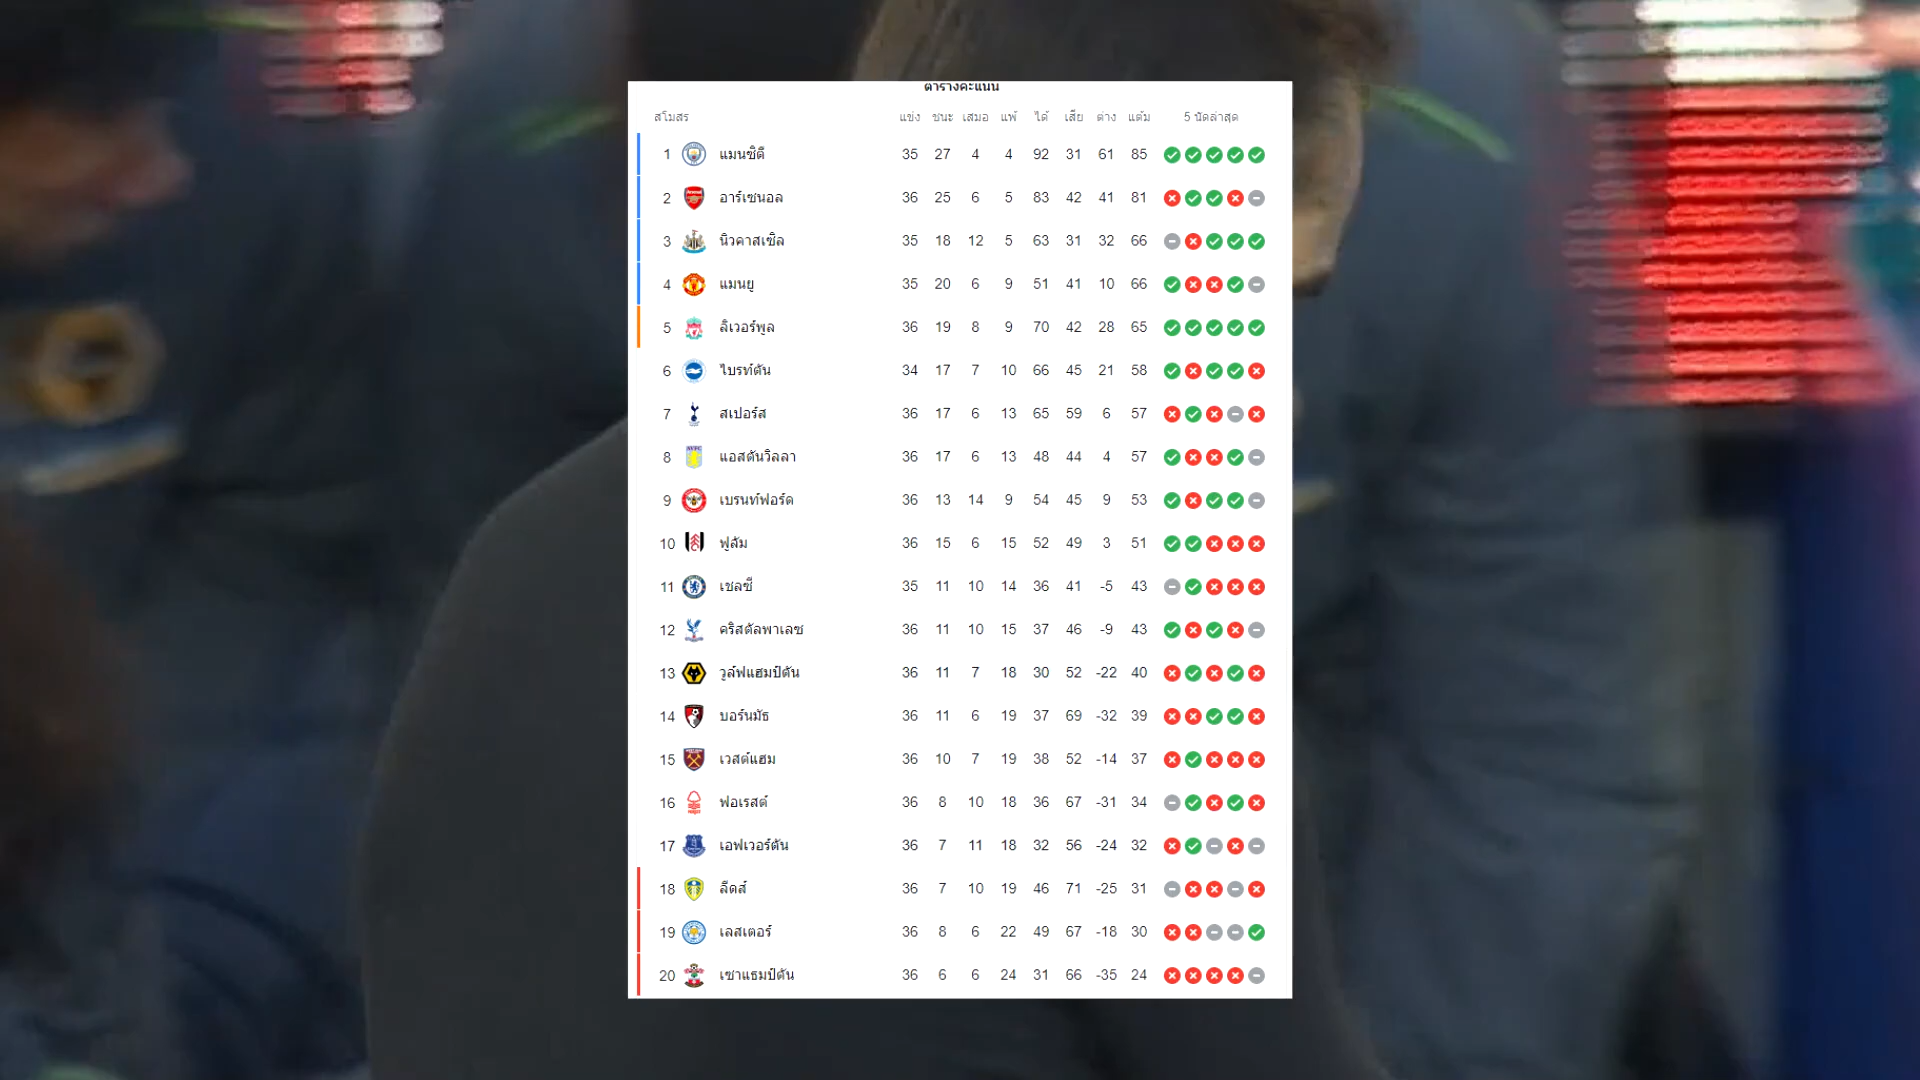 ตารางคะแนน
สโมสร แข่ง ชนะ เสมอ แพ้ ได้ เสีย ต่าง แต้ม 5 นัดล่าสุด
1 แมนซิตี 35 27 4 4 92 31 61 85
2 อาร์เซนอล 36 25 6 5 83 42 41 81
3 นิวคาสเซิล 35 18 12 5 63 31 32 66
4 แมนยู 35 20 6 9 51 41 10 66
5 ลิเวอร์พูล 36 19 8 9 70 42 28 65
6 ไบรท์ตัน 34 17 7 10 66 45 21 58
7 สเปอร์ส 36 17 6 13 65 59 6 57
8 แอสตันวิลลา 36 17 6 13 48 44 4 57
9 เบรนท์ฟอร์ด 36 13 14 9 54 45 9 53
10 ฟูลัม 36 15 6 15 52 49 3 51
11 เชลซี 35 11 10 14 36 41 -5 43
12 คริสตัลพาเลซ 36 11 10 15 37 46 -9 43
13 วูล์ฟแฮมป์ตัน 36 11 7 18 30 52 -22 40
14 บอร์นมัธ 36 11 6 19 37 69 -32 39
15 เวสต์แฮม 36 10 7 19 38 52 -14 37
16 ฟอเรสต์ 36 8 10 18 36 67 -31 34
17 เอฟเวอร์ตัน 36 7 11 18 32 56 -24 32
18 ลีดส์ 36 7 10 19 46 71 -25 31
19 เลสเตอร์ 36 8 6 22 49 67 -18 30
20 เซาแธมป์ตัน 36 6 6 24 31 66 -35 24